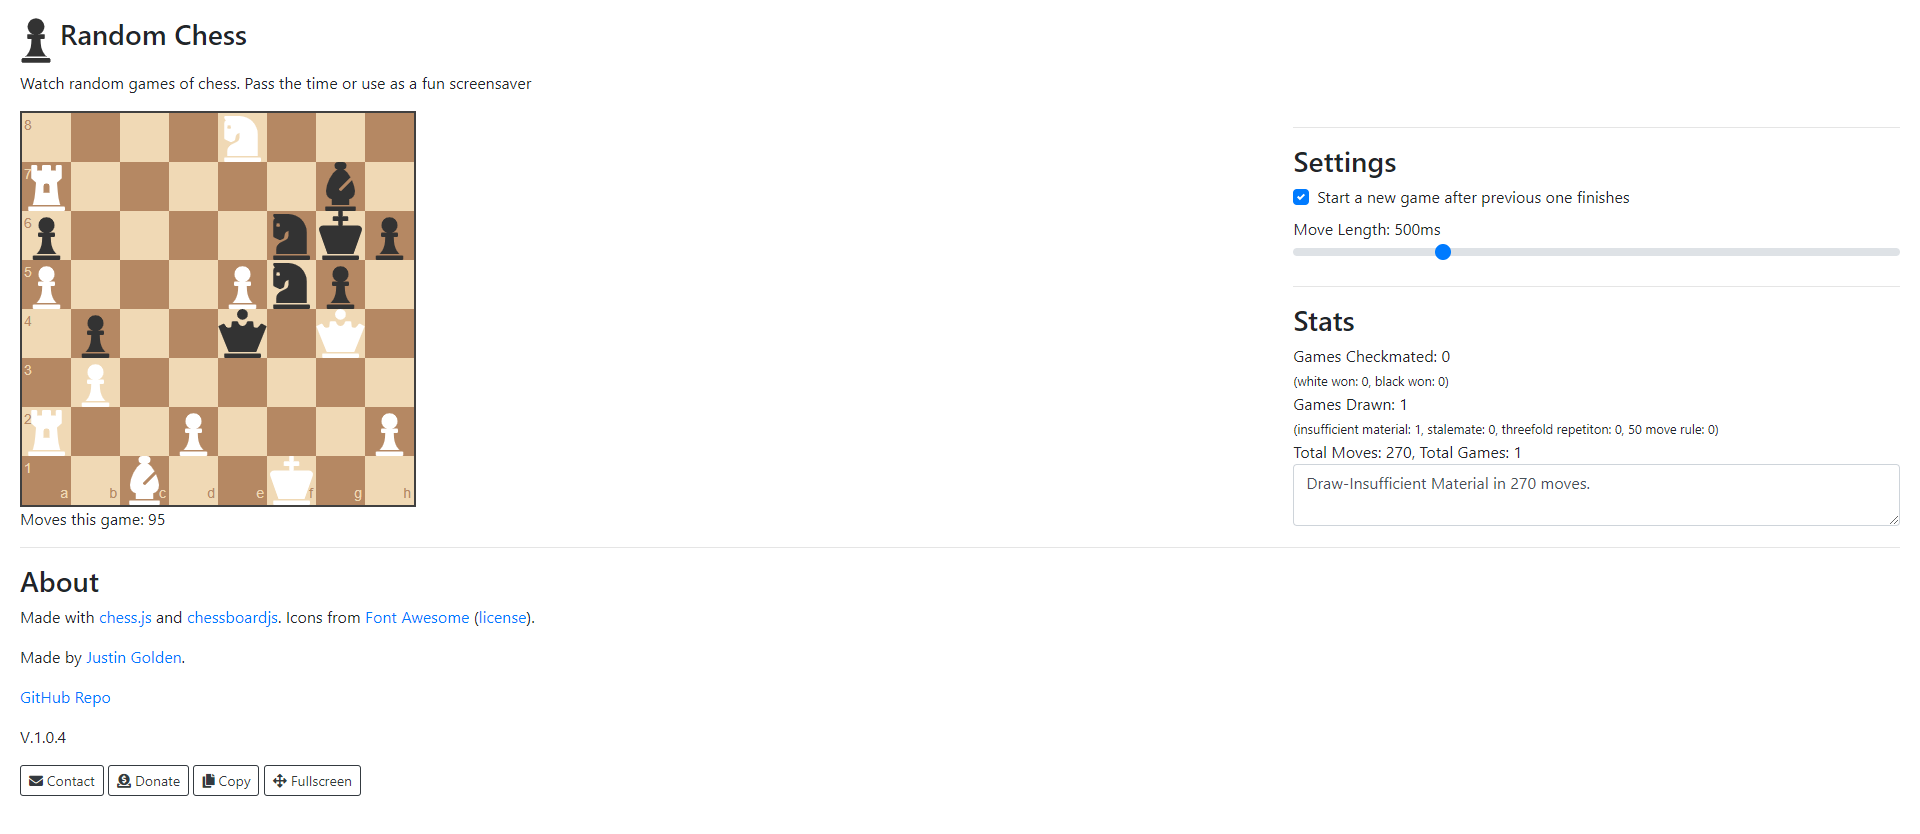 Random Chess
Watch random games of chess. Pass the time or use as a fun screensaver
8
7
6
5
4
3
2
1
a b c d e f g h
Moves this game: 95
Settings
Start a new game after previous one finishes
Move Length: 500ms
Stats
Games Checkmated: 0
(white won: 0, black won: 0)
Games Drawn: 1
(insufficient material: 1, stalemate: 0, threefold repetiton: 0, 50 move rule: 0)
Total Moves: 270, Total Games: 1
Draw-Insufficient Material in 270 moves.
About
Made with chess.js and chessboardjs. Icons from Font Awesome (license).
Made by Justin Golden.
GitHub Repo
V.1.0.4
Contact Donate Copy Fullscreen